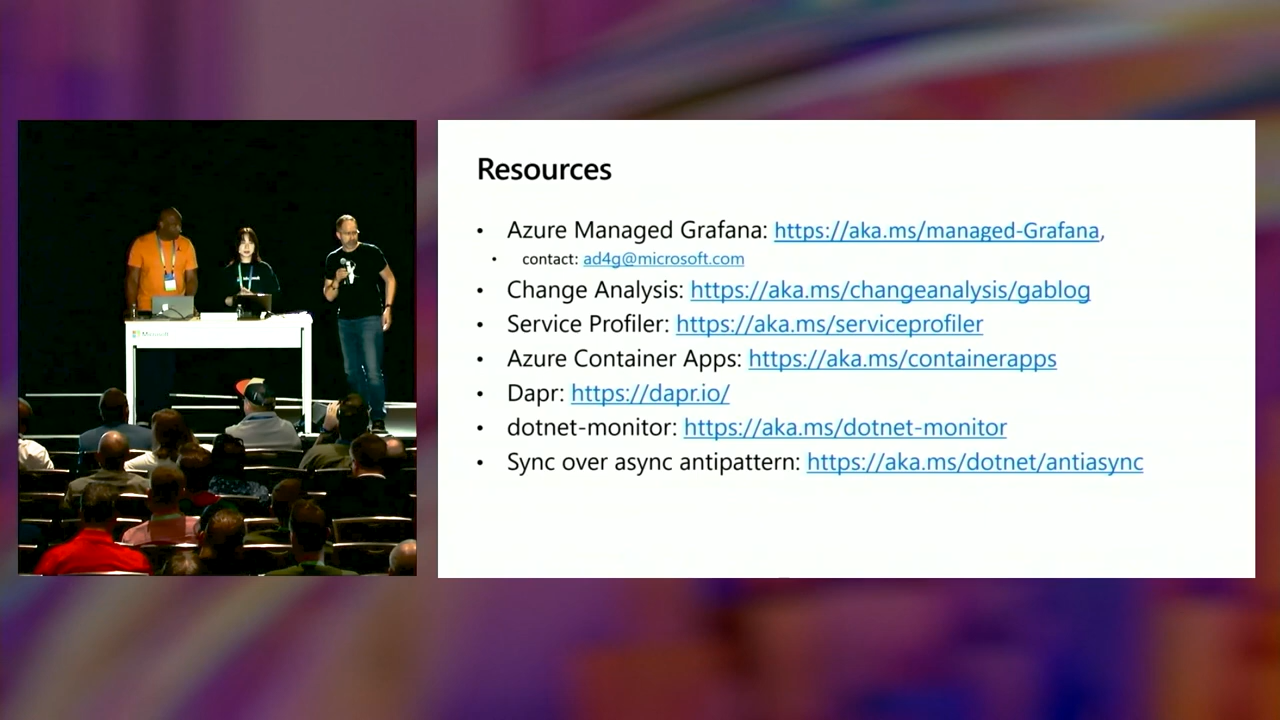 Resources
• Azure Managed Grafana: https://aka.ms/managed-Grafana,
• contact: ad4g@microsoft.com
• Change Analysis: https://aka.ms/changeanalysis/gablog
• Service Profiler: https://aka.ms/serviceprofiler
• Azure Container Apps: https://aka.ms/containerapps
• Dapr: https://dapr.io/
• dotnet-monitor: https://aka.ms/dotnet-monitor
• Sync over async antipattern: https://aka.ms/dotnet/antiasync
Microsoft